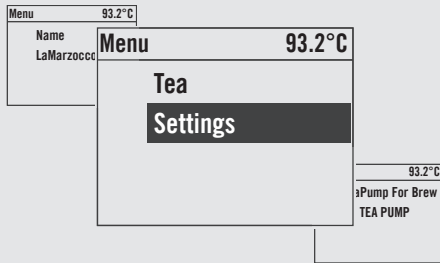 Menu 93.2°C
Name
LaMarzocco
Menu 93.2°C
Tea
Settings
93.2°C
aPump For Brew
TEA PUMP